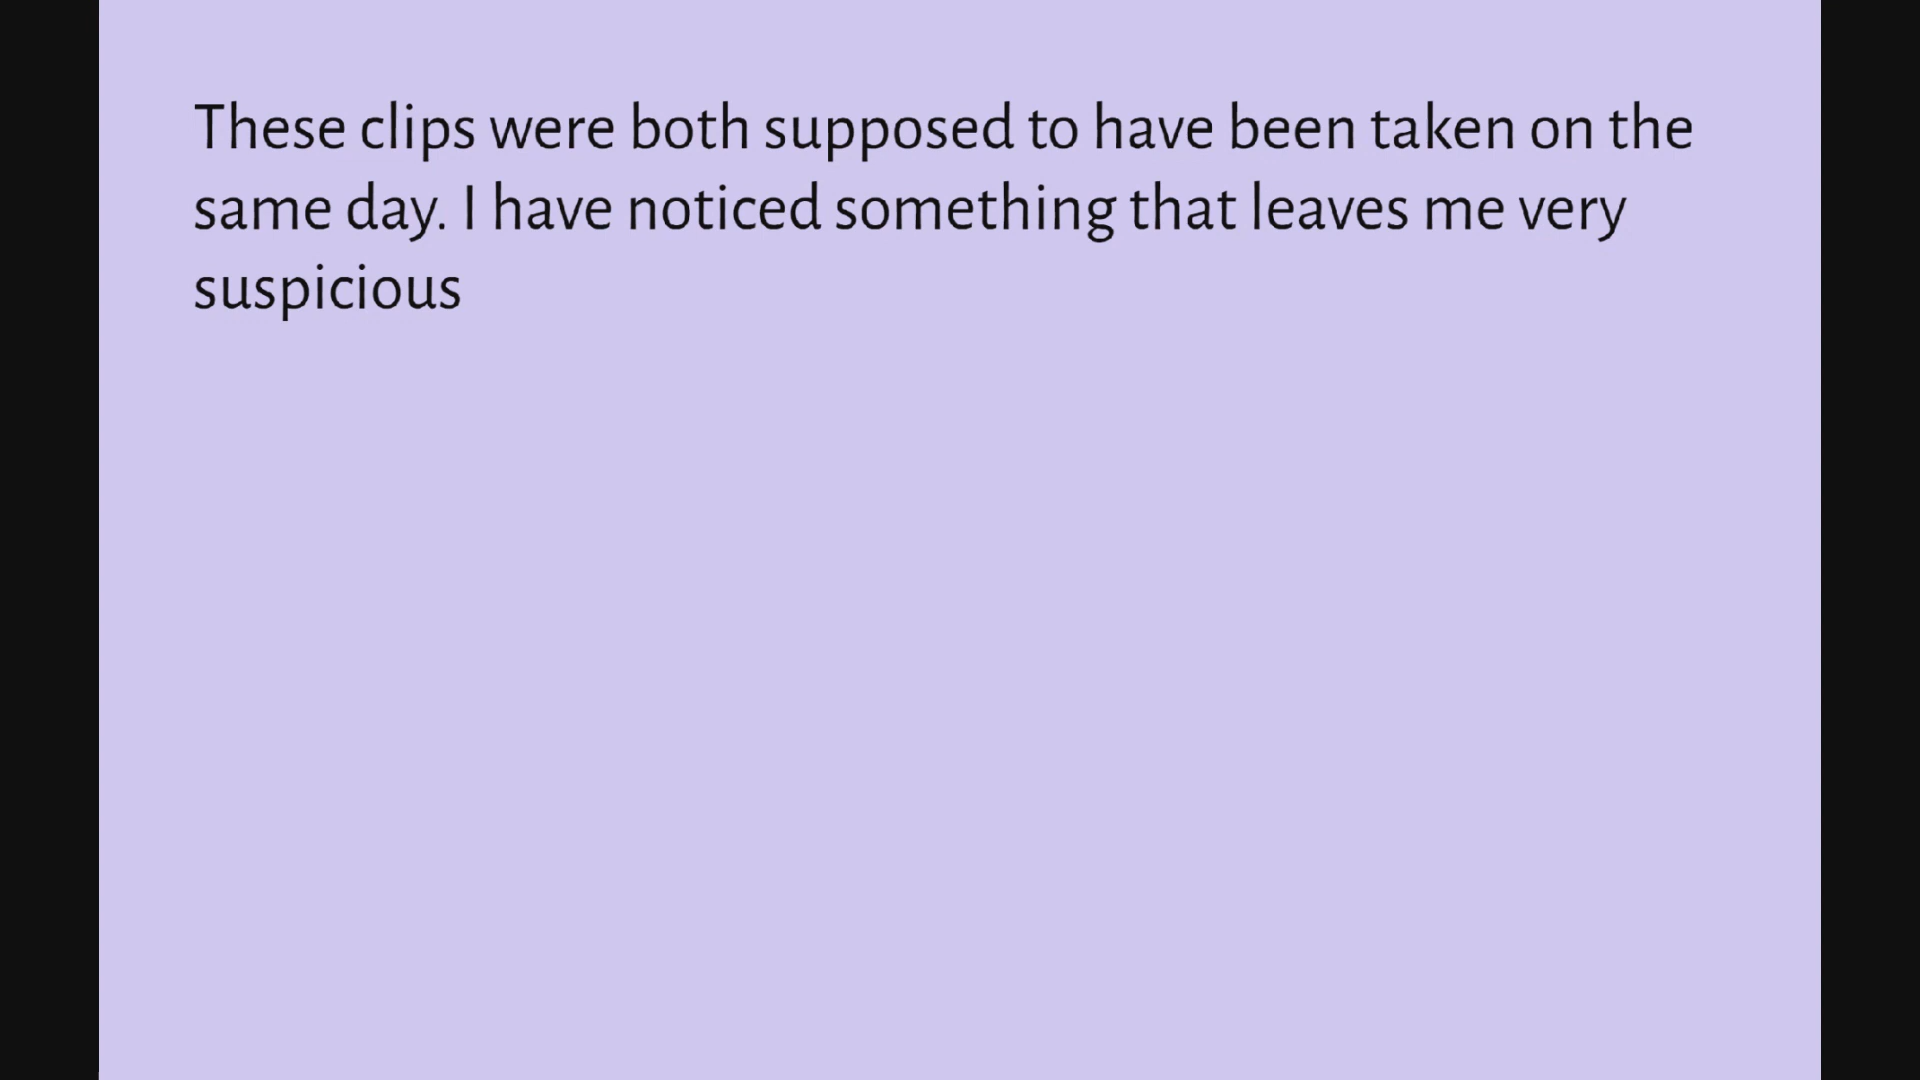 These clips were both supposed to have been taken on the
same day. I have noticed something that leaves me very
suspicious